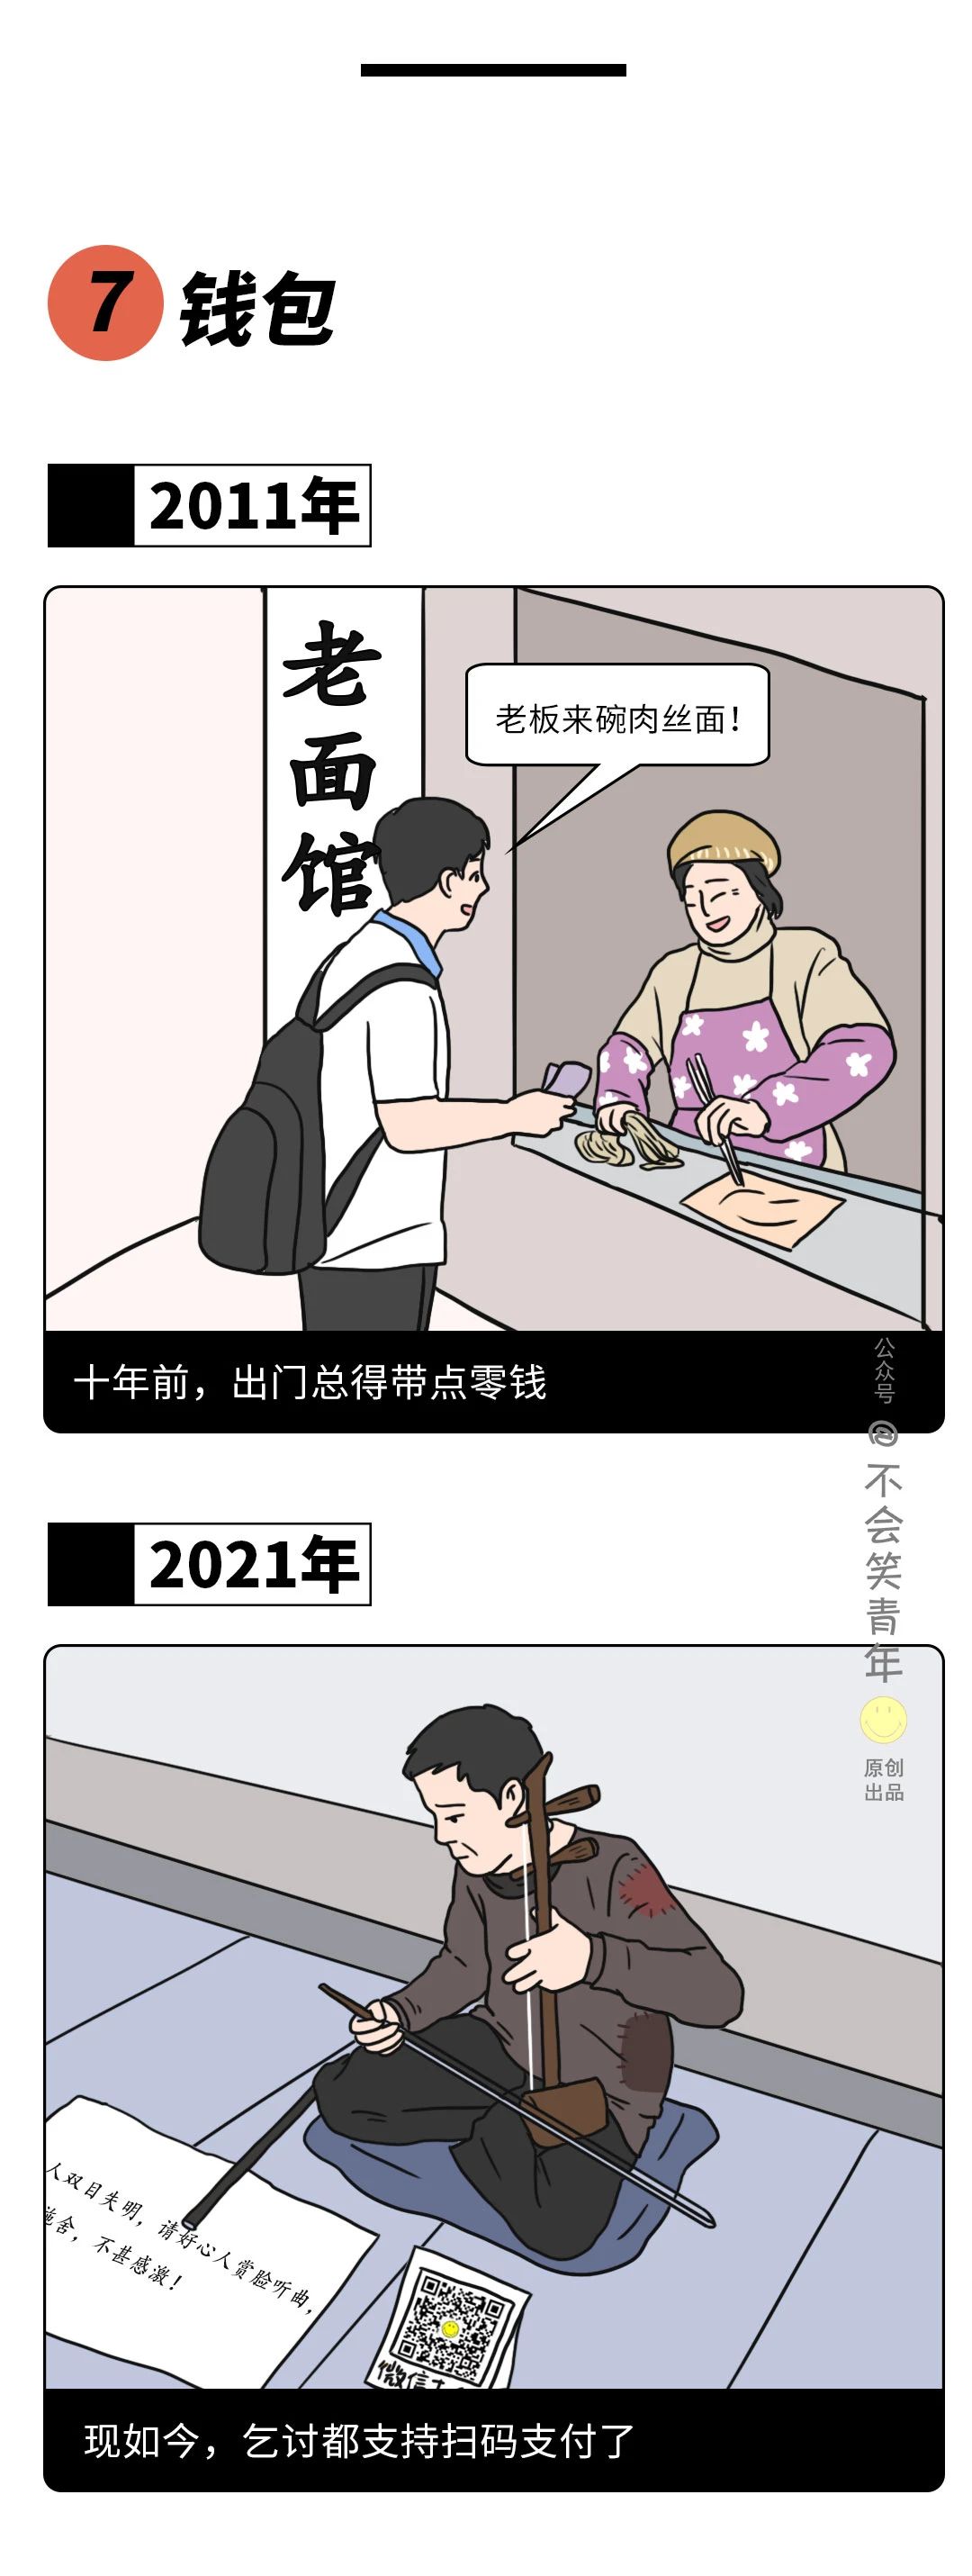 7 钱包
2011年
老面馆
老板来碗肉丝面！
十年前，出门总得带点零钱
公众号
@不会笑青年
原创
出品
2021年
人双目失明，请好心人赏脸听曲，
施舍，不甚感激！
微信
现如今，乞讨都支持扫码支付了